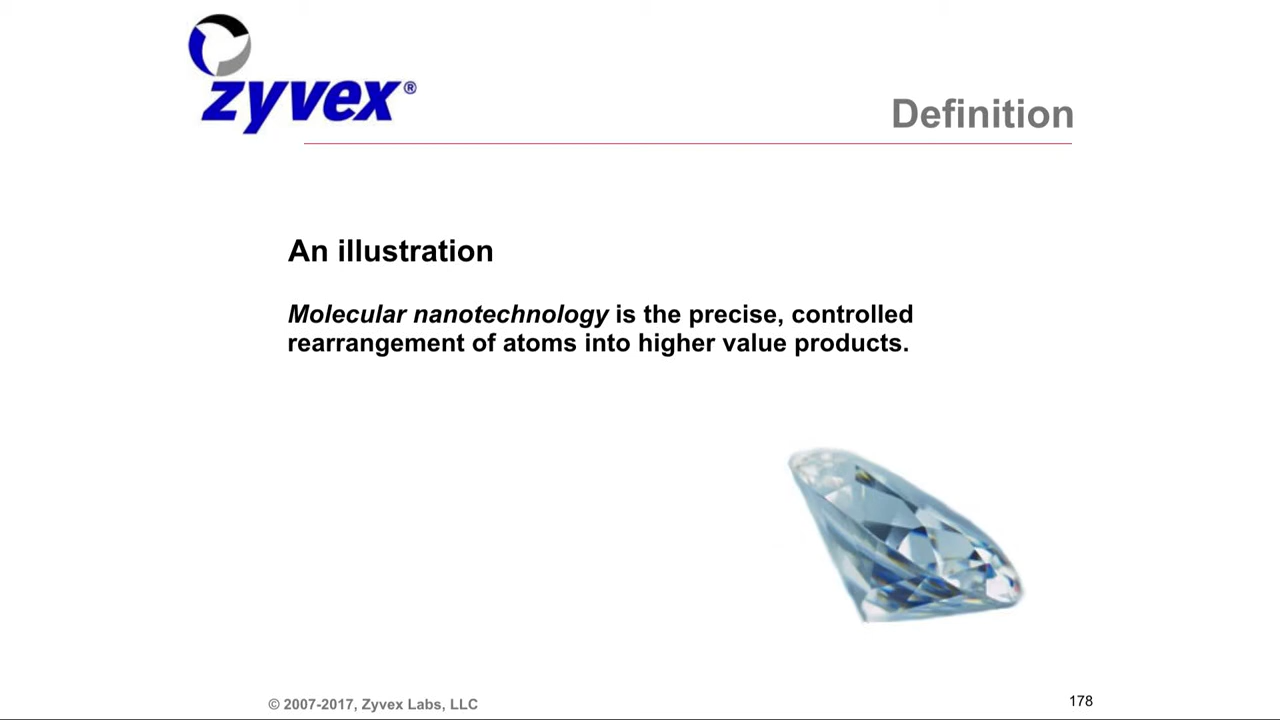 zyvex®
Definition
An illustration
Molecular nanotechnology is the precise, controlled
rearrangement of atoms into higher value products.
© 2007-2017, Zyvex Labs, LLC
178